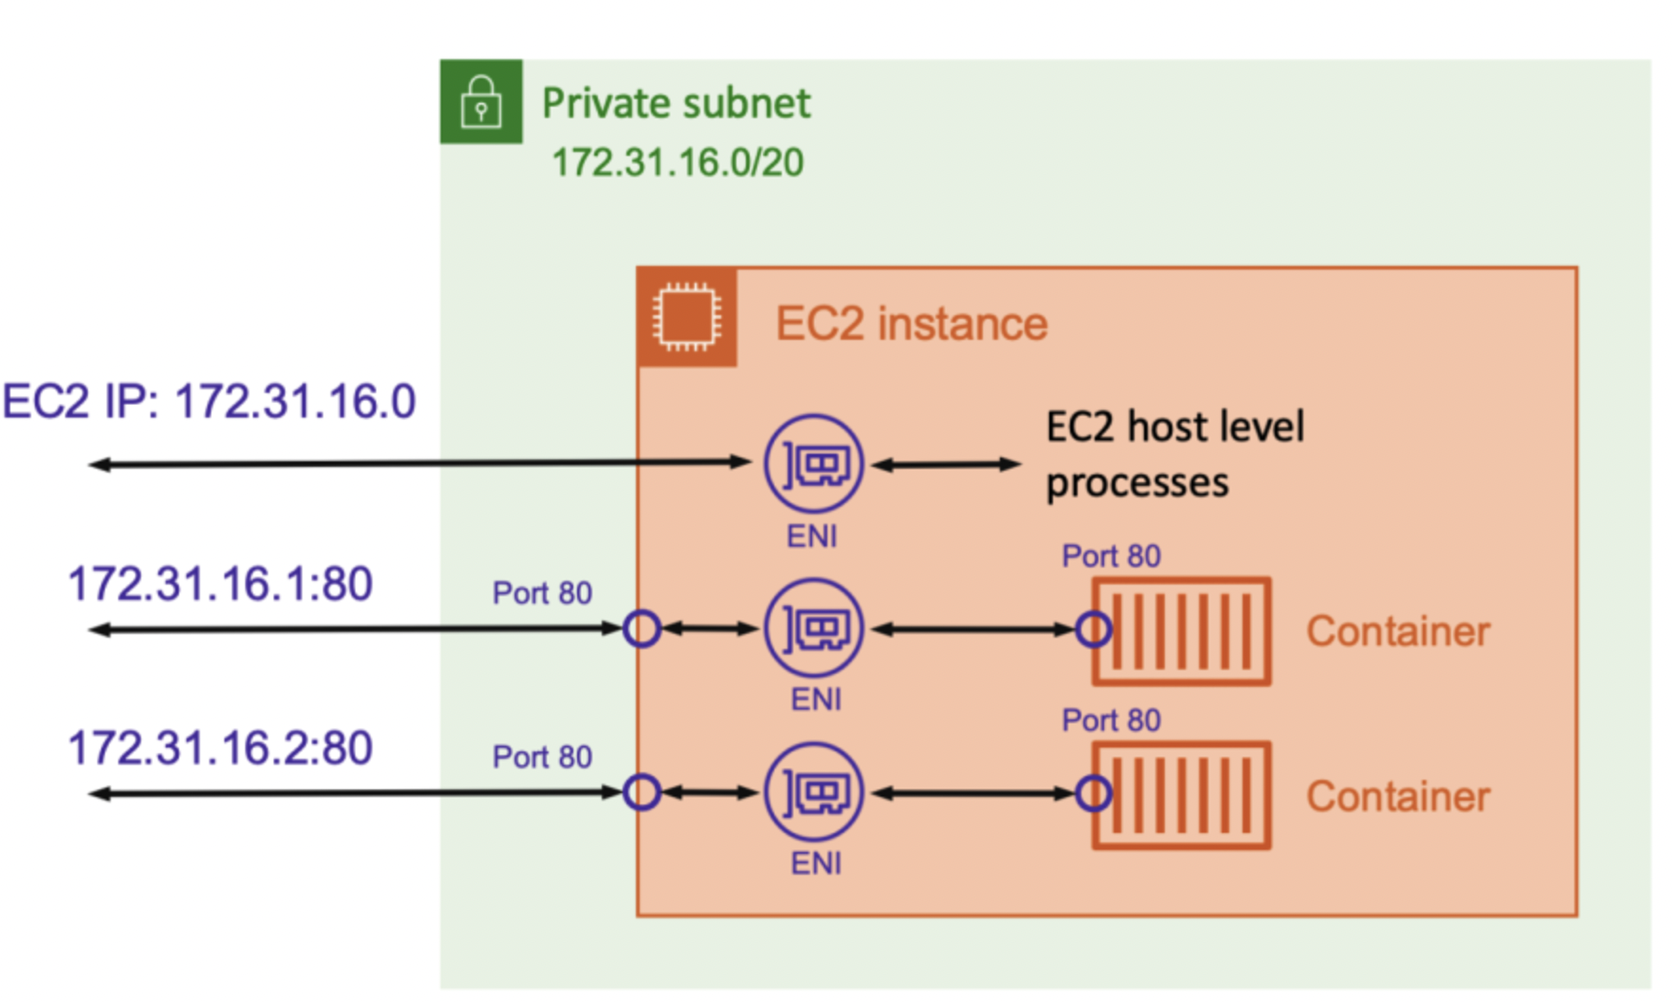 Private subnet
172.31.16.0/20
EC2 instance
EC2 IP: 172.31.16.0
EC2 host level
processes
ENI
172.31.16.1:80
Port 80
Port 80
Container
ENI
172.31.16.2:80
Port 80
Port 80
Container
ENI